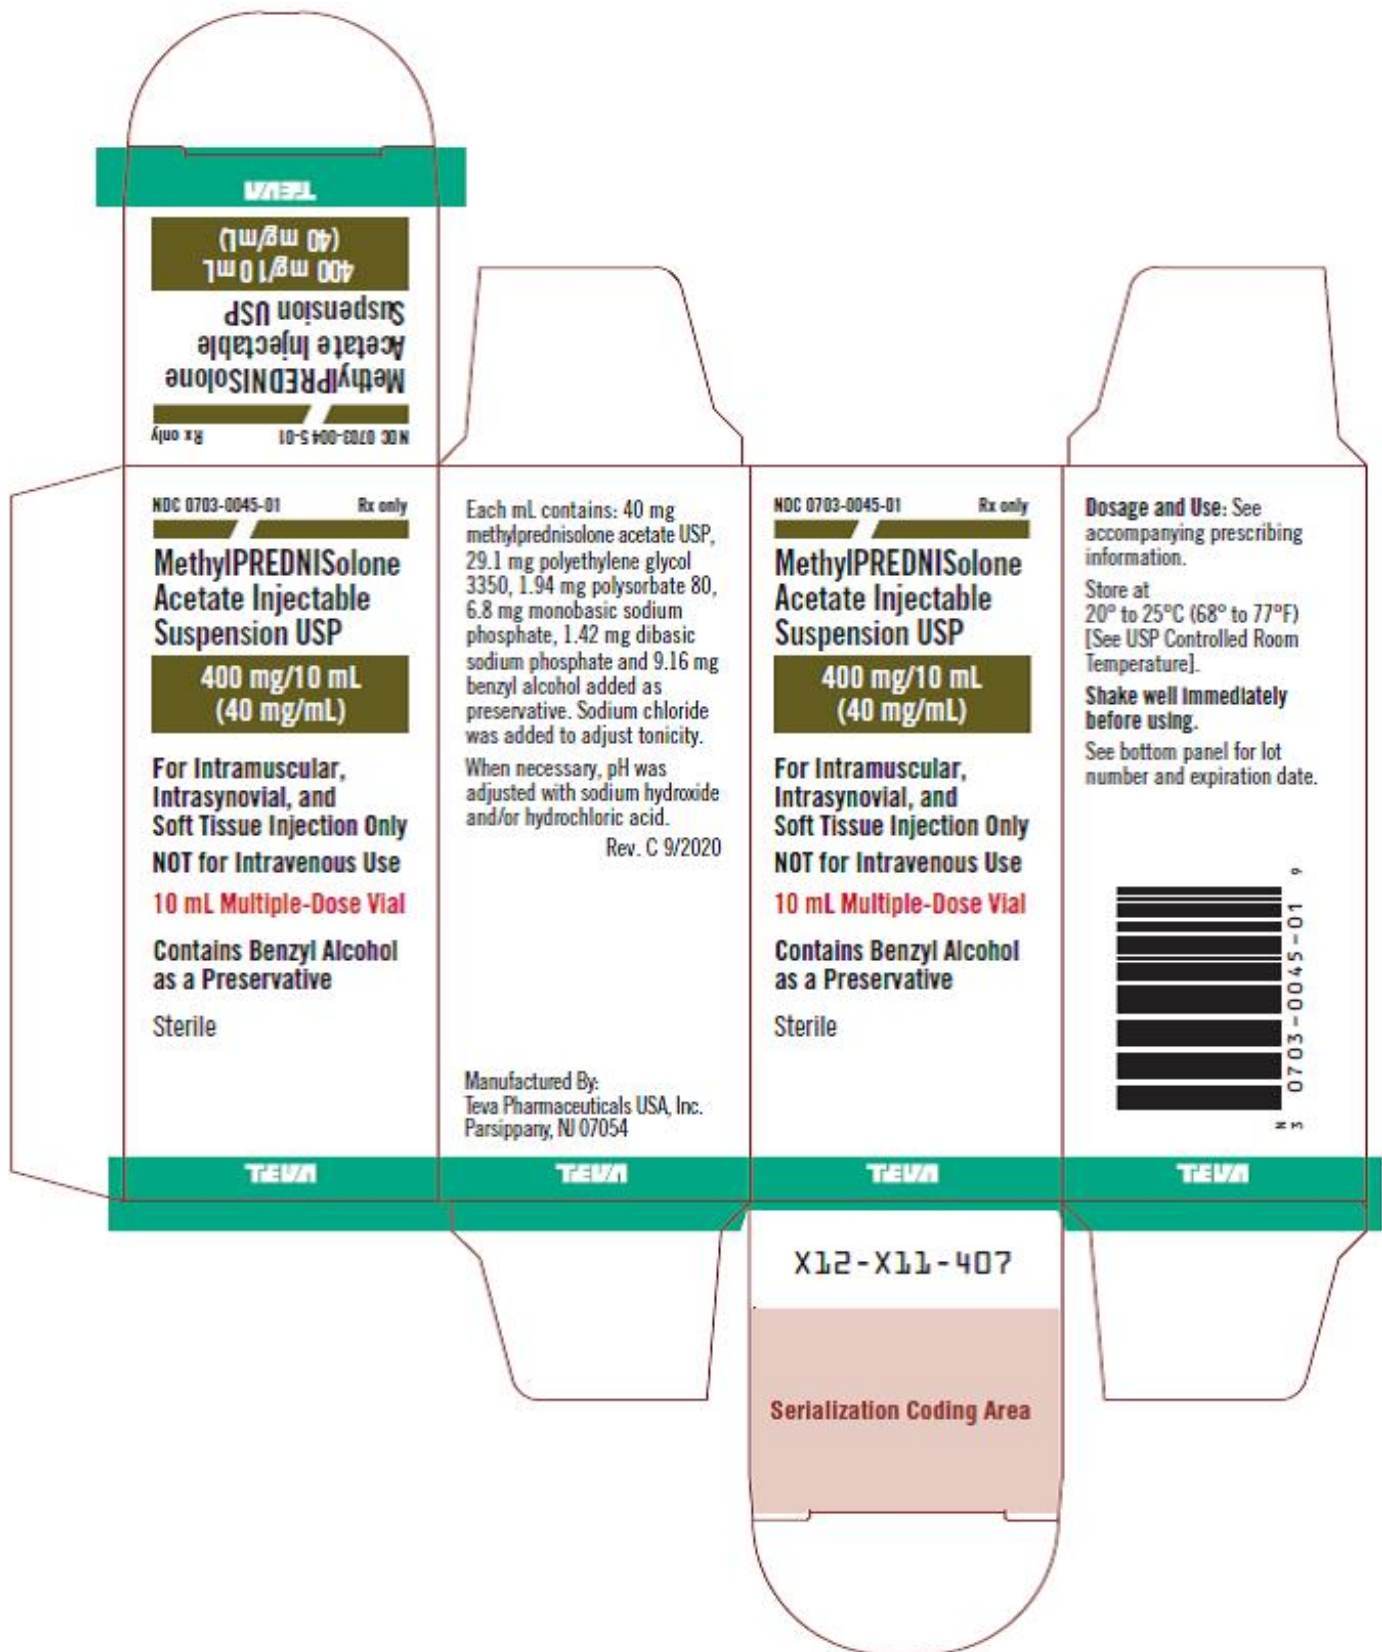 TEVA
NDC 0703-0045-01 Rx only
MethylPREDNISolone
Acetate Injectable
Suspension USP
400 mg/10 mL
(40 mg/mL)
NDC 0703-0045-01 Rx only
MethylPREDNISolone
Acetate Injectable
Suspension USP
400 mg/10 mL
(40 mg/mL)
For Intramuscular,
Intrasynovial, and
Soft Tissue Injection Only
NOT for Intravenous Use
10 mL Multiple-Dose Vial
Contains Benzyl Alcohol
as a Preservative
Sterile
TEVA
Each mL contains: 40 mg
methylprednisolone acetate USP,
29.1 mg polyethylene glycol
3350, 1.94 mg polysorbate 80,
6.8 mg monobasic sodium
phosphate, 1.42 mg dibasic
sodium phosphate and 9.16 mg
benzyl alcohol added as
preservative. Sodium chloride
was added to adjust tonicity.
When necessary, pH was
adjusted with sodium hydroxide
and/or hydrochloric acid.
Rev. C 9/2020
Manufactured By:
Teva Pharmaceuticals USA, Inc.
Parsippany, NJ 07054
TEVA
NDC 0703-0045-01 Rx only
MethylPREDNISolone
Acetate Injectable
Suspension USP
400 mg/10 mL
(40 mg/mL)
For Intramuscular,
Intrasynovial, and
Soft Tissue Injection Only
NOT for Intravenous Use
10 mL Multiple-Dose Vial
Contains Benzyl Alcohol
as a Preservative
Sterile
TEVA
X12-X11-407
Serialization Coding Area
Dosage and Use: See
accompanying prescribing
information.
Store at
20° to 25°C (68° to 77°F)
[See USP Controlled Room
Temperature].
Shake well immediately
before using.
See bottom panel for lot
number and expiration date.
N
3 0703-0045-01 9
TEVA